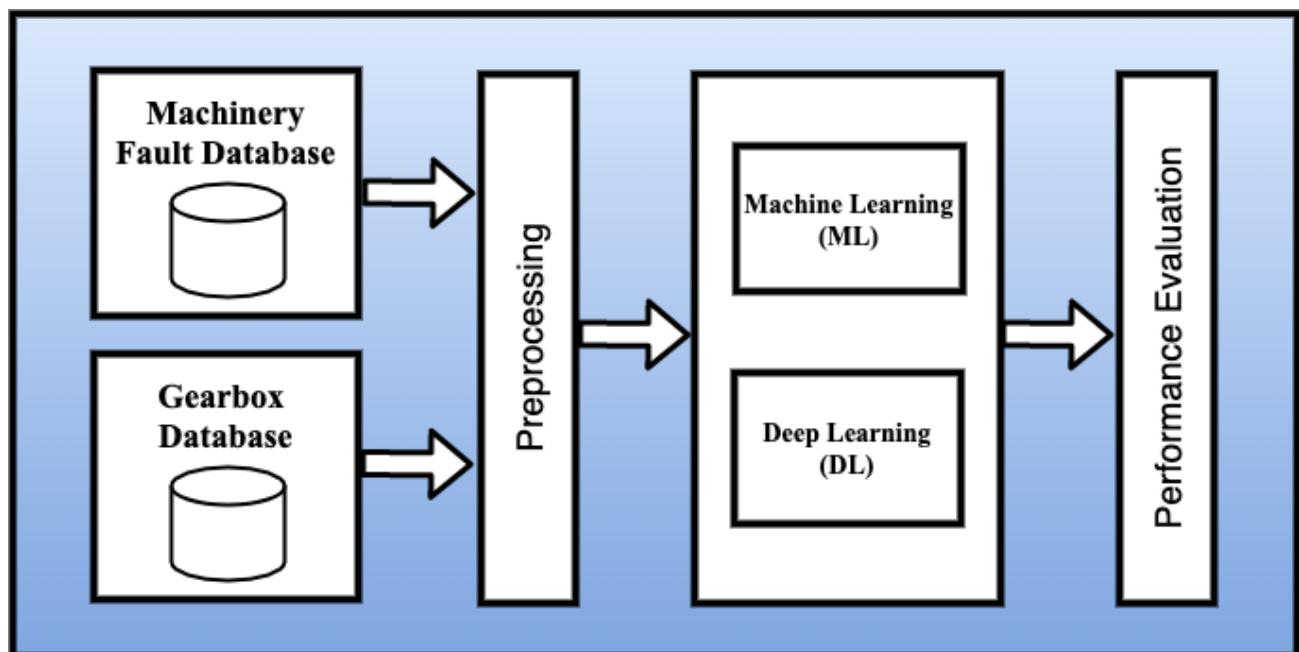 Machinery
Fault Database
Gearbox
Database
Preprocessing
Machine Learning
(ML)
Deep Learning
(DL)
Performance Evaluation